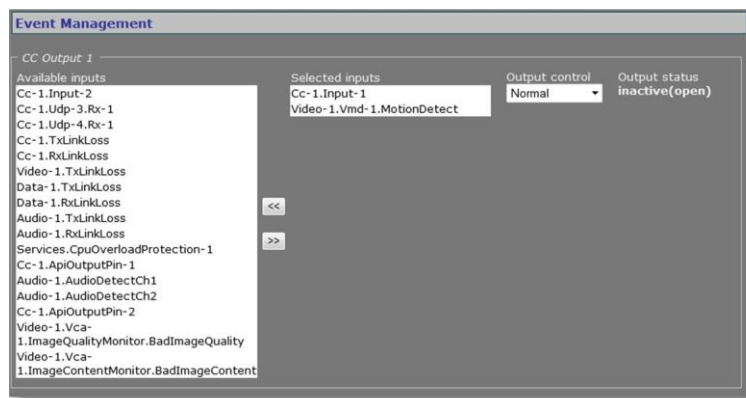 Event Management
CC Output 1
Available inputs
Cc-1.Input-2
Cc-1.Udp-3.Rx-1
Cc-1.Udp-4.Rx-1
Cc-1.TxLinkLoss
Cc-1.RxLinkLoss
Video-1.TxLinkLoss
Data-1.TxLinkLoss
Data-1.RxLinkLoss
Audio-1.TxLinkLoss
Audio-1.RxLinkLoss
Services.CpuOverloadProtection-1
Cc-1.ApiOutputPin-1
Audio-1.AudioDetectCh1
Audio-1.AudioDetectCh2
Cc-1.ApiOutputPin-2
Video-1.Vca-
1.ImageQualityMonitor.BadImageQuality
Video-1.Vca-
1.ImageContentMonitor.BadImageContent
<<
>>
Selected inputs
Cc-1.Input-1
Video-1.Vmd-1.MotionDetect
Output control
Normal
Output status
inactive(open)